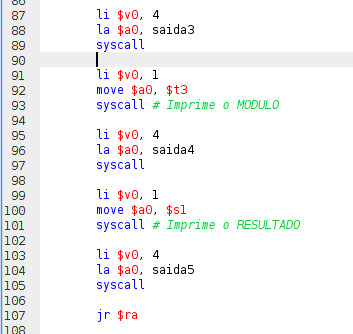 86
87 li $v0, 4
88 la $a0, saida3
89 syscall
90
91 li $v0, 1
92 move $a0, $t3
93 syscall # Imprime o MODULO
94
95 li $v0, 4
96 la $a0, saida4
97 syscall
98
99 li $v0, 1
100 move $a0, $s1
101 syscall # Imprime o RESULTADO
102
103 li $v0, 4
104 la $a0, saida5
105 syscall
106
107 jr $ra
108